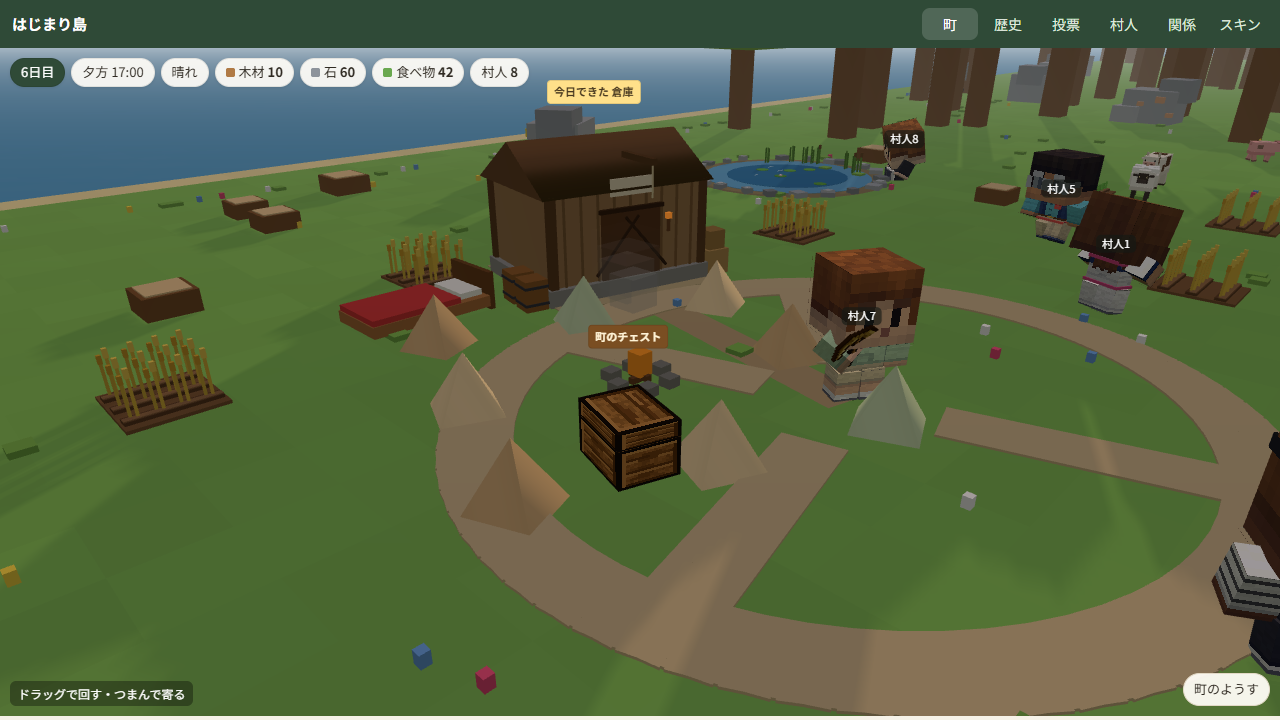 はじまり島
町
歴史
投票
村人
関係
スキン
6日目
夕方 17:00
晴れ
木材 10
石 60
食べ物 42
村人 8
今日できた 倉庫
村人8
村人5
村人1
村人7
町のチェスト
ドラッグで回す・つまんで寄る
町のようす